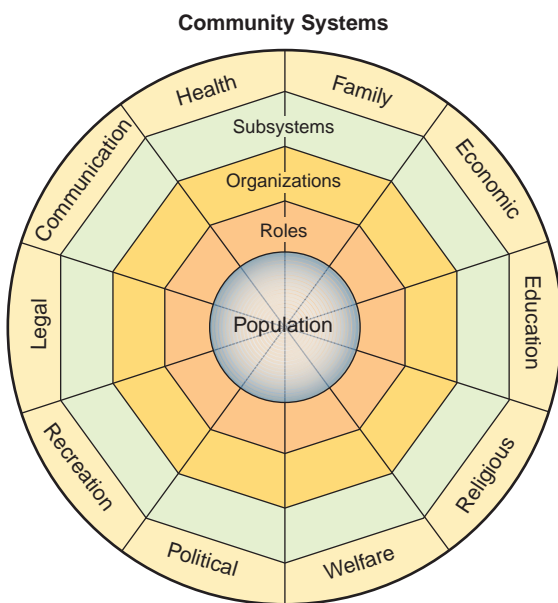 Community Systems
Health
Family
Subsystems
Communication
Economic
Organizations
Roles
Legal
Population
Education
Recreation
Religious
Political
Welfare